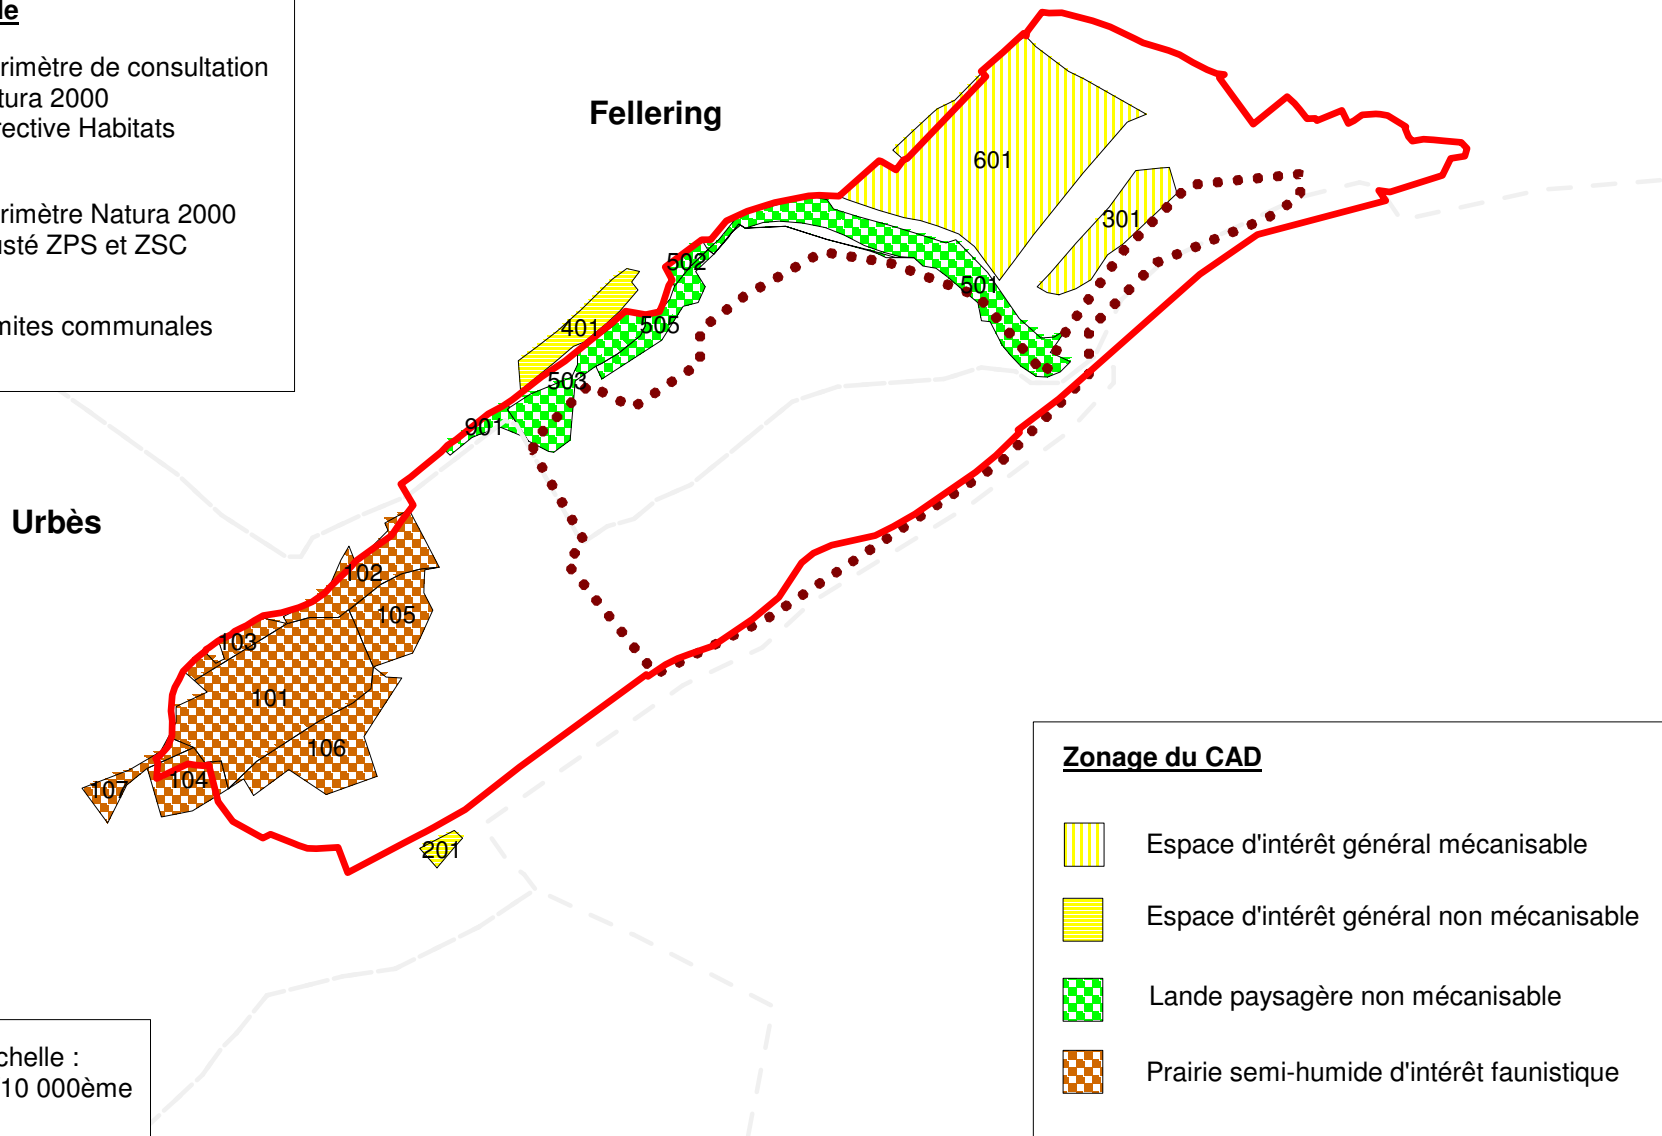 de
rimètre de consultation
tura 2000
rective Habitats
rimètre Natura 2000
usté ZPS et ZSC
mites communales
Fellering
601
301
502
501
505
401
503
901
Urbès
102
105
103
101
106
107
104
201
Zonage du CAD
Espace d'intérêt général mécanisable
Espace d'intérêt général non mécanisable
Lande paysagère non mécanisable
Prairie semi-humide d'intérêt faunistique
chelle :
10 000ème